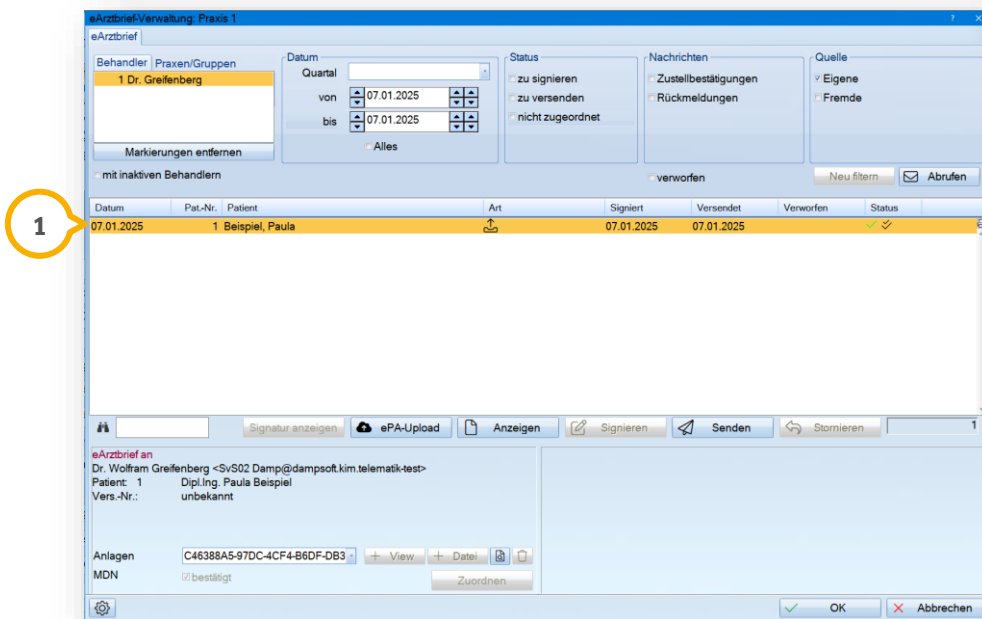 eArztbrief-Verwaltung: Praxis 1 ? ×
eArztbrief
Behandler Praxen/Gruppen
1 Dr. Greifenberg
Markierungen entfernen
mit inaktiven Behandlern
Datum
Quartal
von 07.01.2025
bis 07.01.2025
Alles
Status
zu signieren
zu versenden
nicht zugeordnet
Nachrichten
Zustellbestätigungen
Rückmeldungen
verworfen
Quelle
Eigene
Fremde
Neu filtern Abrufen
Datum Pat.-Nr. Patient Art Signiert Versendet Verworfen Status
1
07.01.2025 1 Beispiel, Paula 07.01.2025 07.01.2025
Signatur anzeigen ePA-Upload Anzeigen Signieren Senden Stornieren 1
eArztbrief an
Dr. Wolfram Greifenberg <SvS02 Damp@dampsoft.kim.telematik-test>
Patient: 1 Dipl.Ing. Paula Beispiel
Vers.-Nr.: unbekannt
Anlagen C46388A5-97DC-4CF4-B6DF-DB3 + View + Datei
MDN bestätigt Zuordnen
OK Abbrechen